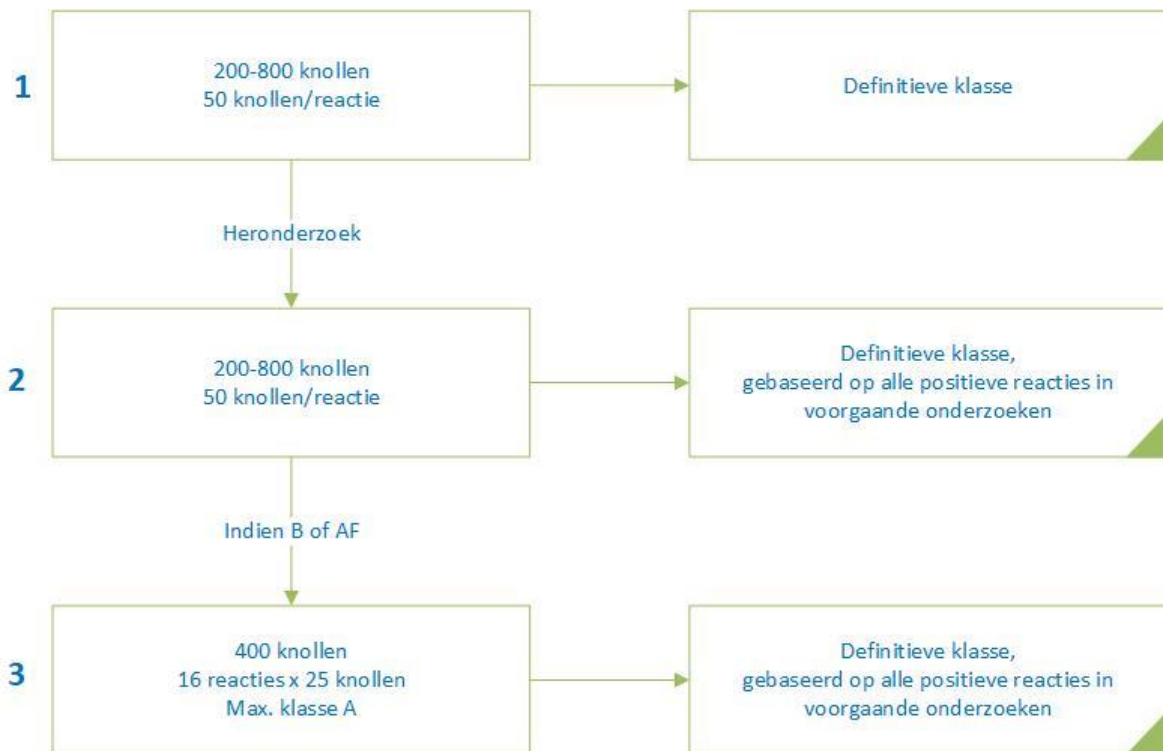 1
200-800 knollen
50 knollen/reactie
Definitieve klasse
Heronderzoek
2
200-800 knollen
50 knollen/reactie
Definitieve klasse,
gebaseerd op alle positieve reacties in
voorgaande onderzoeken
Indien B of AF
3
400 knollen
16 reacties x 25 knollen
Max. klasse A
Definitieve klasse,
gebaseerd op alle positieve reacties in
voorgaande onderzoeken